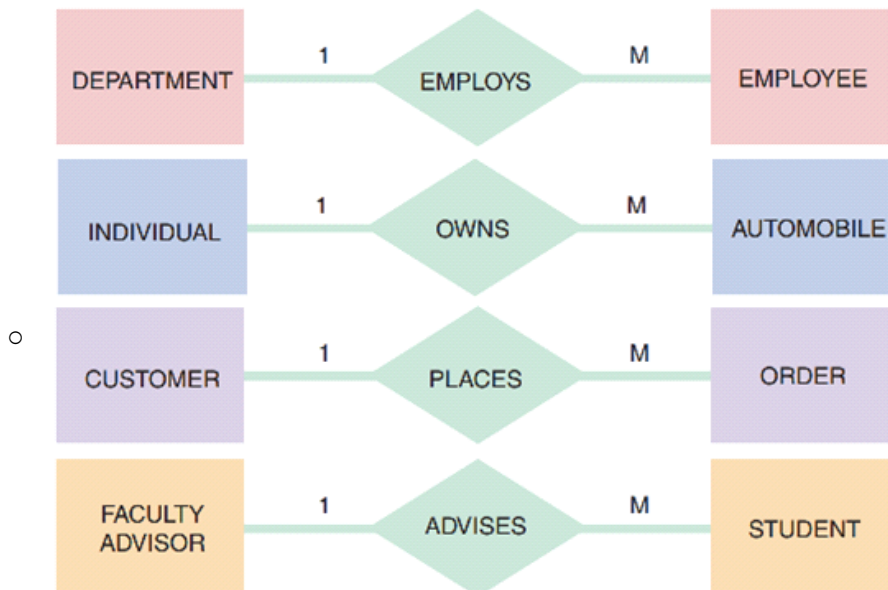 DEPARTMENT 1 EMPLOYS M EMPLOYEE
INDIVIDUAL 1 OWNS M AUTOMOBILE
CUSTOMER 1 PLACES M ORDER
FACULTY
ADVISOR 1 ADVISES M STUDENT